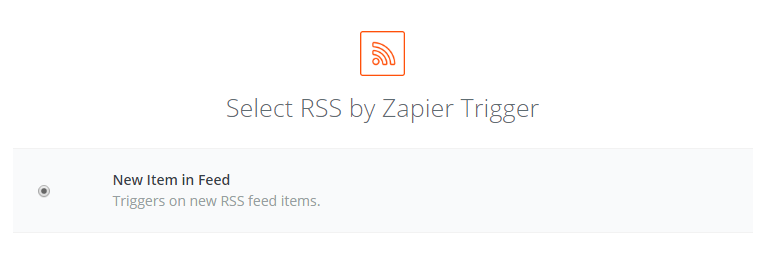 Select RSS by Zapier Trigger
New Item in Feed
Triggers on new RSS feed items.